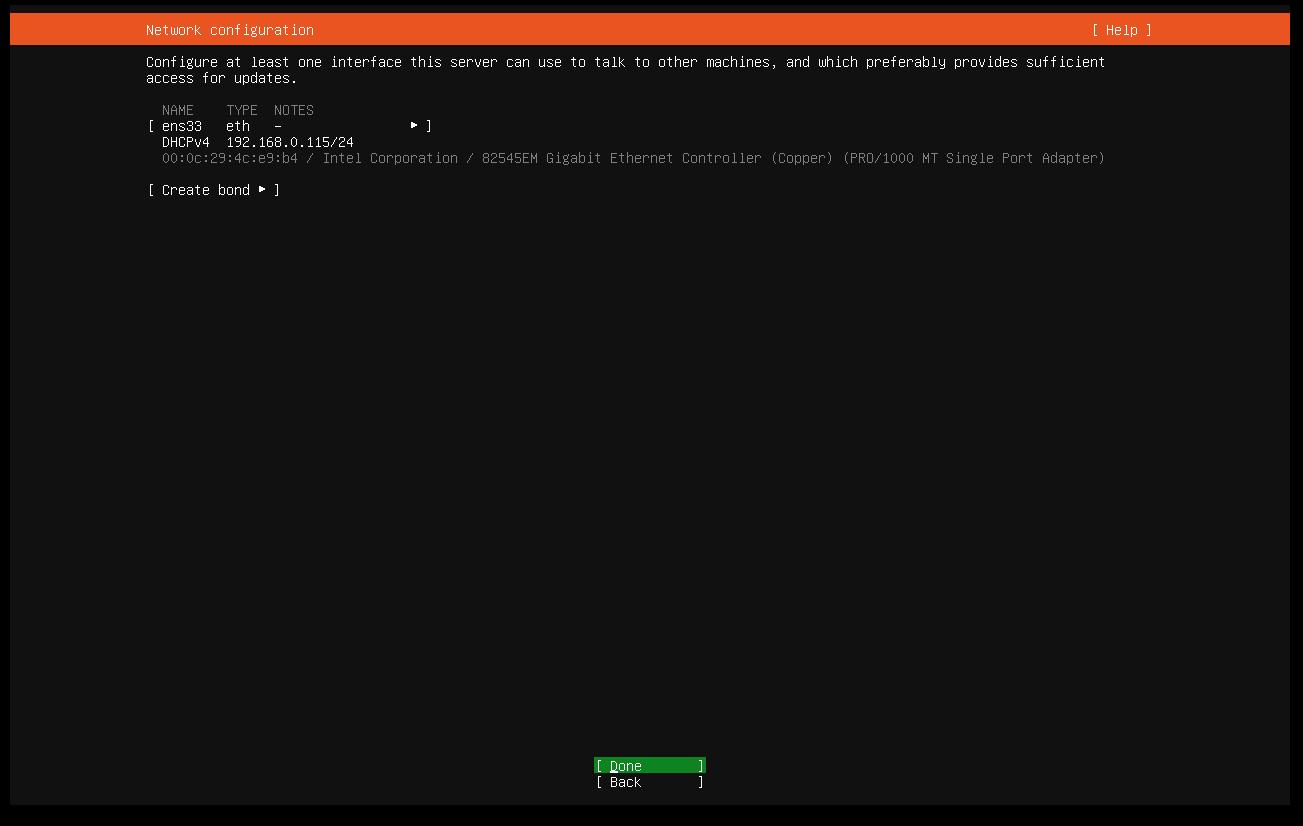 Network configuration [ Help ]
Configure at least one interface this server can use to talk to other machines, and which preferably provides sufficient
access for updates.
NAME TYPE NOTES
[ ens33 eth - ▸ ]
DHCPv4 192.168.0.115/24
00:0c:29:4c:e9:b4 / Intel Corporation / 82545EM Gigabit Ethernet Controller (Copper) (PRO/1000 MT Single Port Adapter)
[ Create bond ▸ ]
[ Done ]
[ Back ]